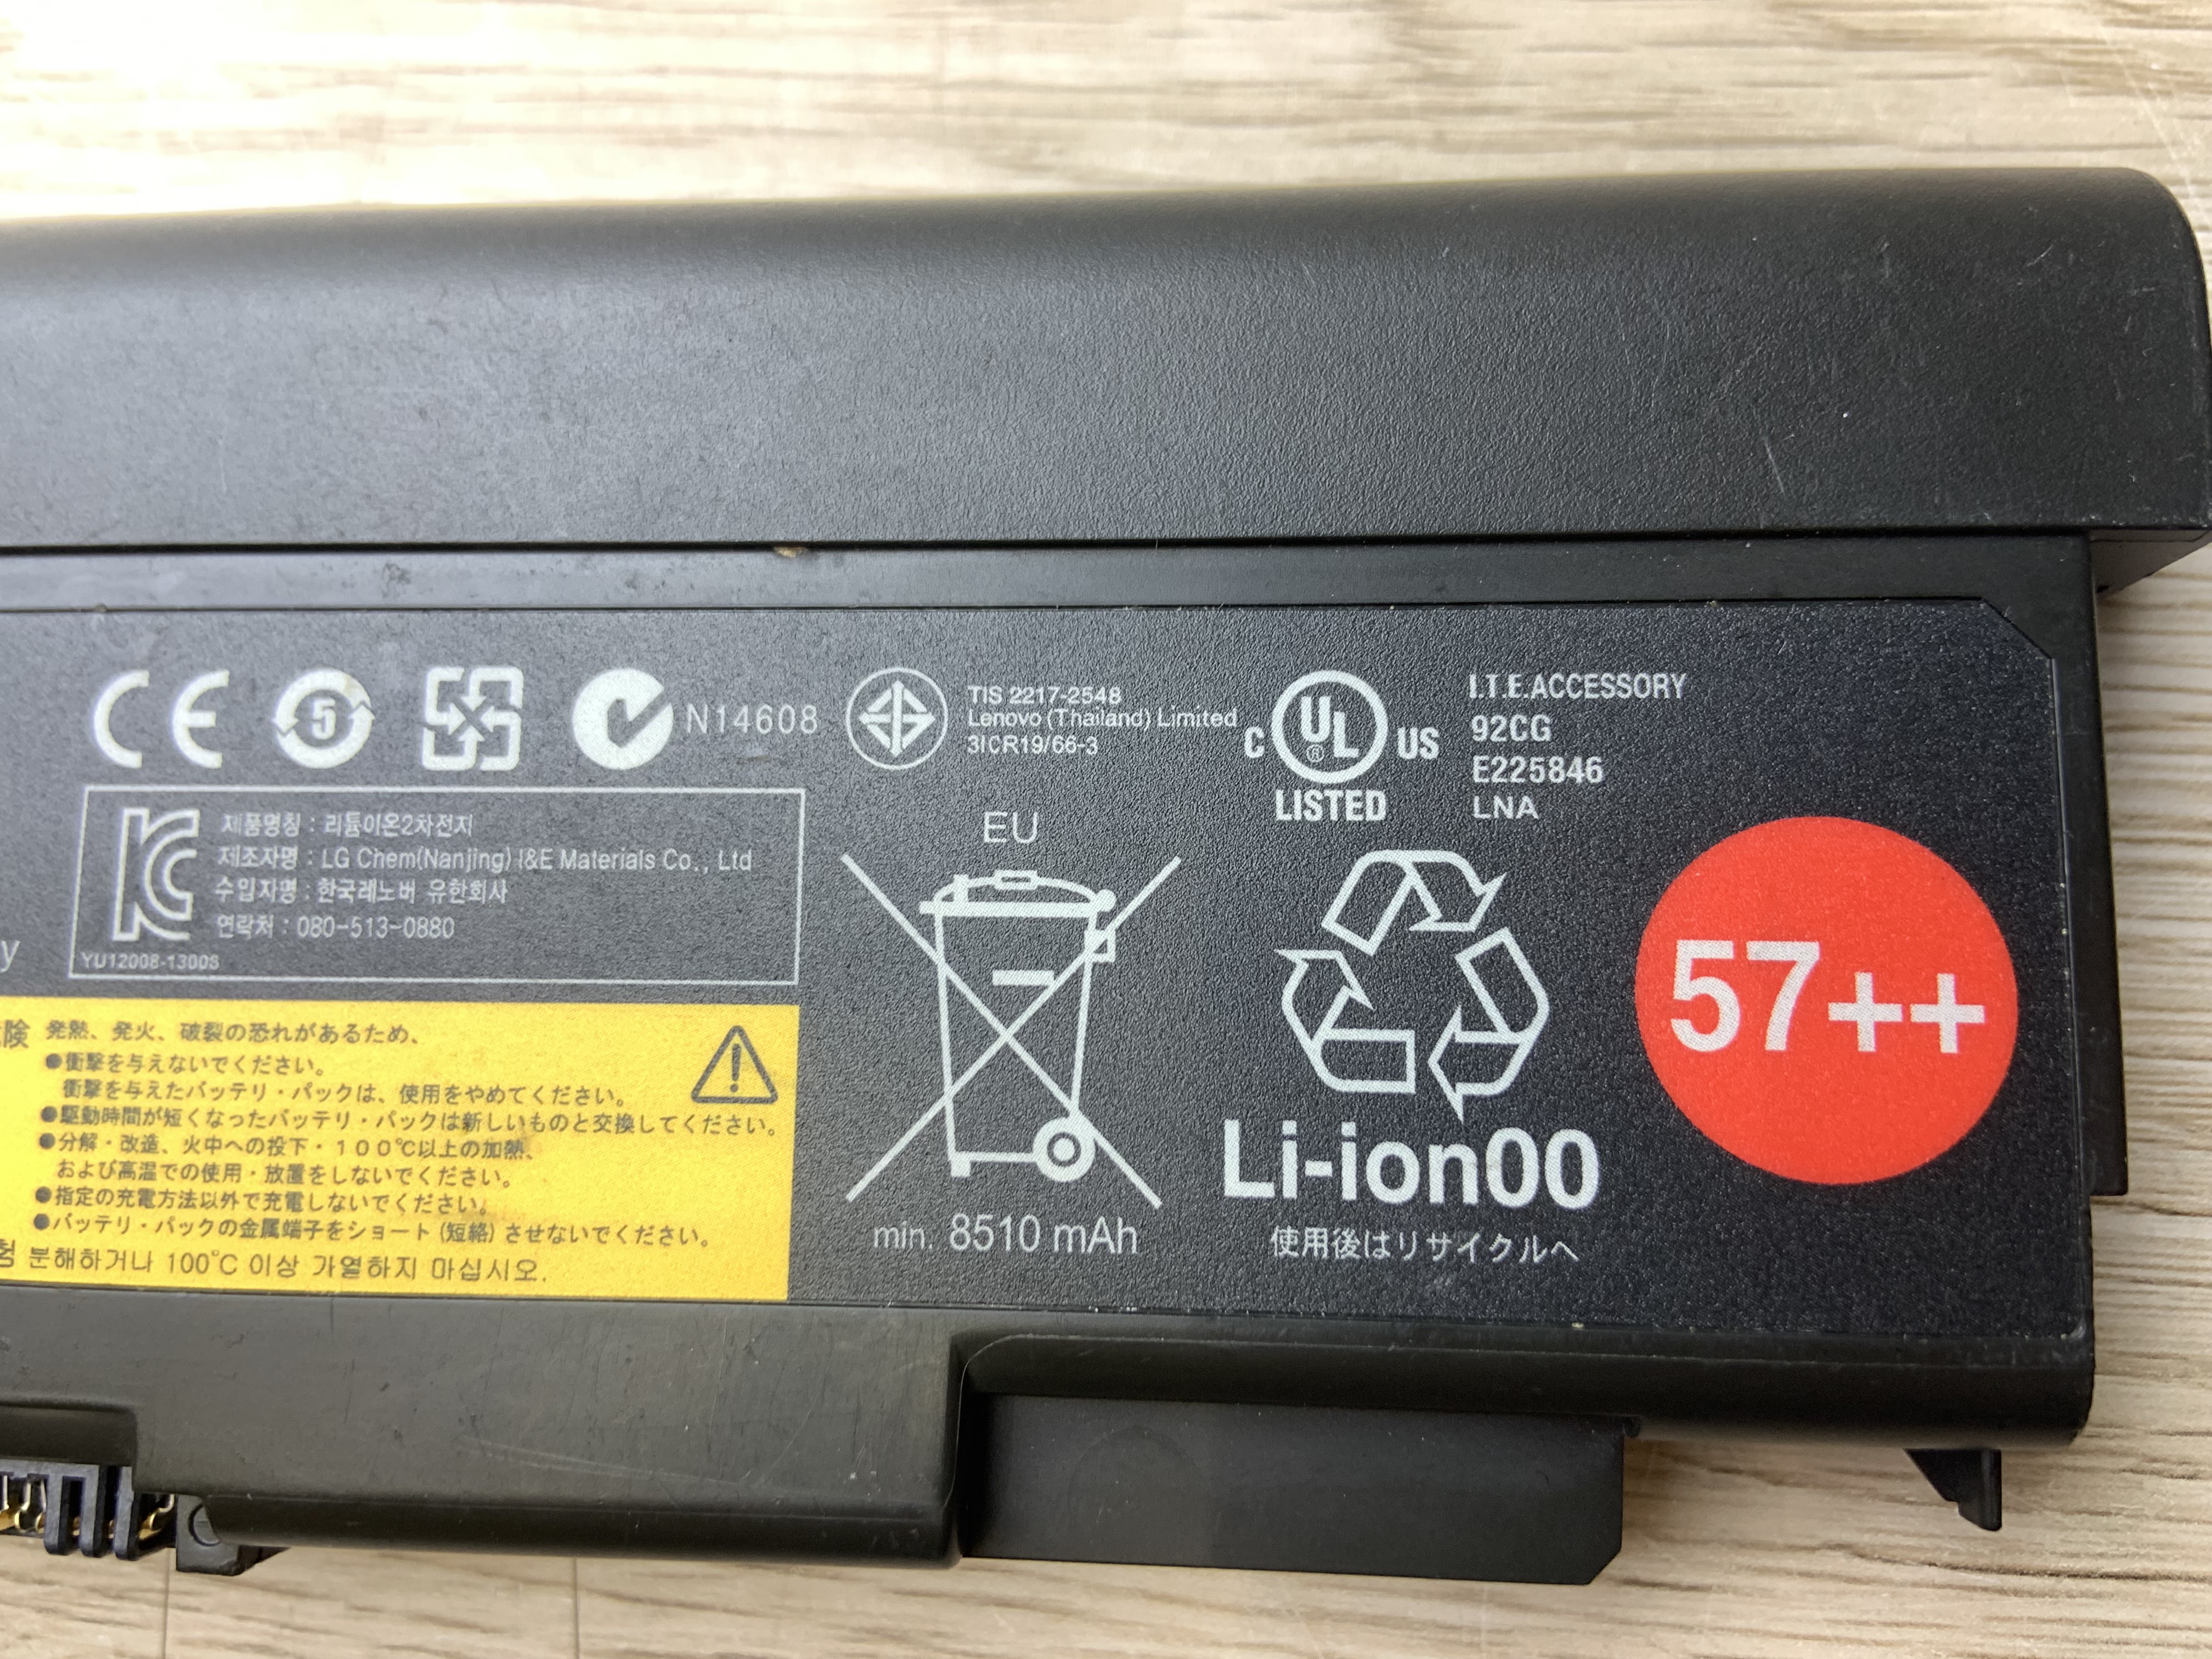 CE
5
N14608
TIS 2217-2548
Lenovo (Thailand) Limited
3ICR19/66-3
C UL ® US
LISTED
I.T.E.ACCESSORY
92CG
E225846
LNA
KC
제품명칭 : 리튬이온2차전지
제조자명 : LG Chem(Nanjing) I&E Materials Co., Ltd
수입자명 : 한국레노버 유한회사
연락처 : 080-513-0880
YU12008-13008
y
険 発熱、発火、破裂の恐れがあるため、
●衝撃を与えないでください。
衝撃を与えたバッテリ・パックは、使用をやめてください。
●駆動時間が短くなったバッテリ・パックは新しいものと交換してください。
●分解・改造、火中への投下・100℃以上の加熱、
および高温での使用・放置をしないでください。
●指定の充電方法以外で充電しないでください。
●バッテリ・パックの金属端子をショート(短絡)させないでください。
험 분해하거나 100℃ 이상 가열하지 마십시오.
EU
min. 8510 mAh
Li-ion00
使用後はリサイクルへ
57++